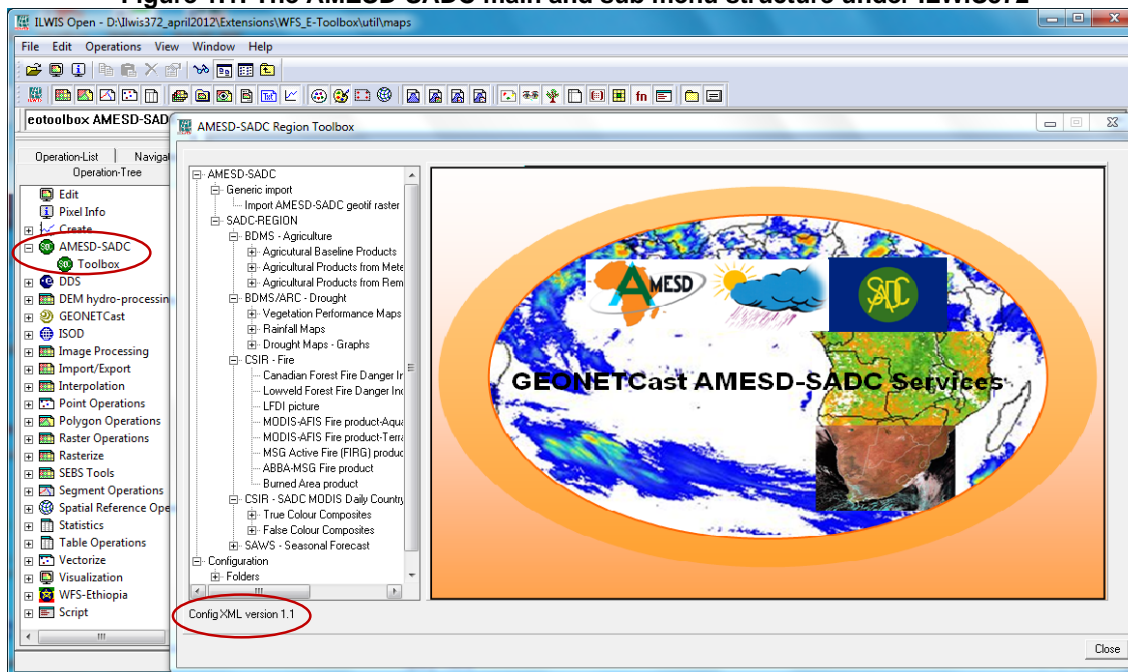 Figure 1.1: The AMESD-SADC main and sub menu structure under ILWIS372
ILWIS Open - D:\Ilwis372_april2012\Extensions\WFS_E-Toolbox\util\maps
File Edit Operations View Window Help
eotoolbox AMESD-SAD
AMESD-SADC Region Toolbox
Operation-List
Navigat
Operation-Tree
Edit
Pixel Info
Create
AMESD-SADC
Toolbox
DDS
DEM hydro-processin
GEONETCast
ISOD
Image Processing
Import/Export
Interpolation
Point Operations
Polygon Operations
Raster Operations
Rasterize
SEBS Tools
Segment Operations
Spatial Reference Ope
Statistics
Table Operations
Vectorize
Visualization
WFS-Ethiopia
Script
AMESD-SADC
Generic import
Import AMESD-SADC geotif raster
SADC-REGION
BDMS - Agriculture
Agricutural Baseline Products
Agricultural Products from Mete
Agricultural Products from Rem
BDMS/ARC - Drought
Vegetation Performance Maps
Rainfall Maps
Drought Maps - Graphs
CSIR - Fire
Canadian Forest Fire Danger Ir
Lowveld Forest Fire Danger Inc
LFDI picture
MODIS-AFIS Fire product-Aqua
MODIS-AFIS Fire product-Terra
MSG Active Fire (FIRG) produc
ABBA-MSG Fire product
Burned Area product
CSIR - SADC MODIS Daily Country
True Colour Composites
False Colour Composites
SAWS - Seasonal Forecast
Configuration
Folders
Config XML version 1.1
AMESD
SADC
GEONETCast AMESD-SADC Services
Close